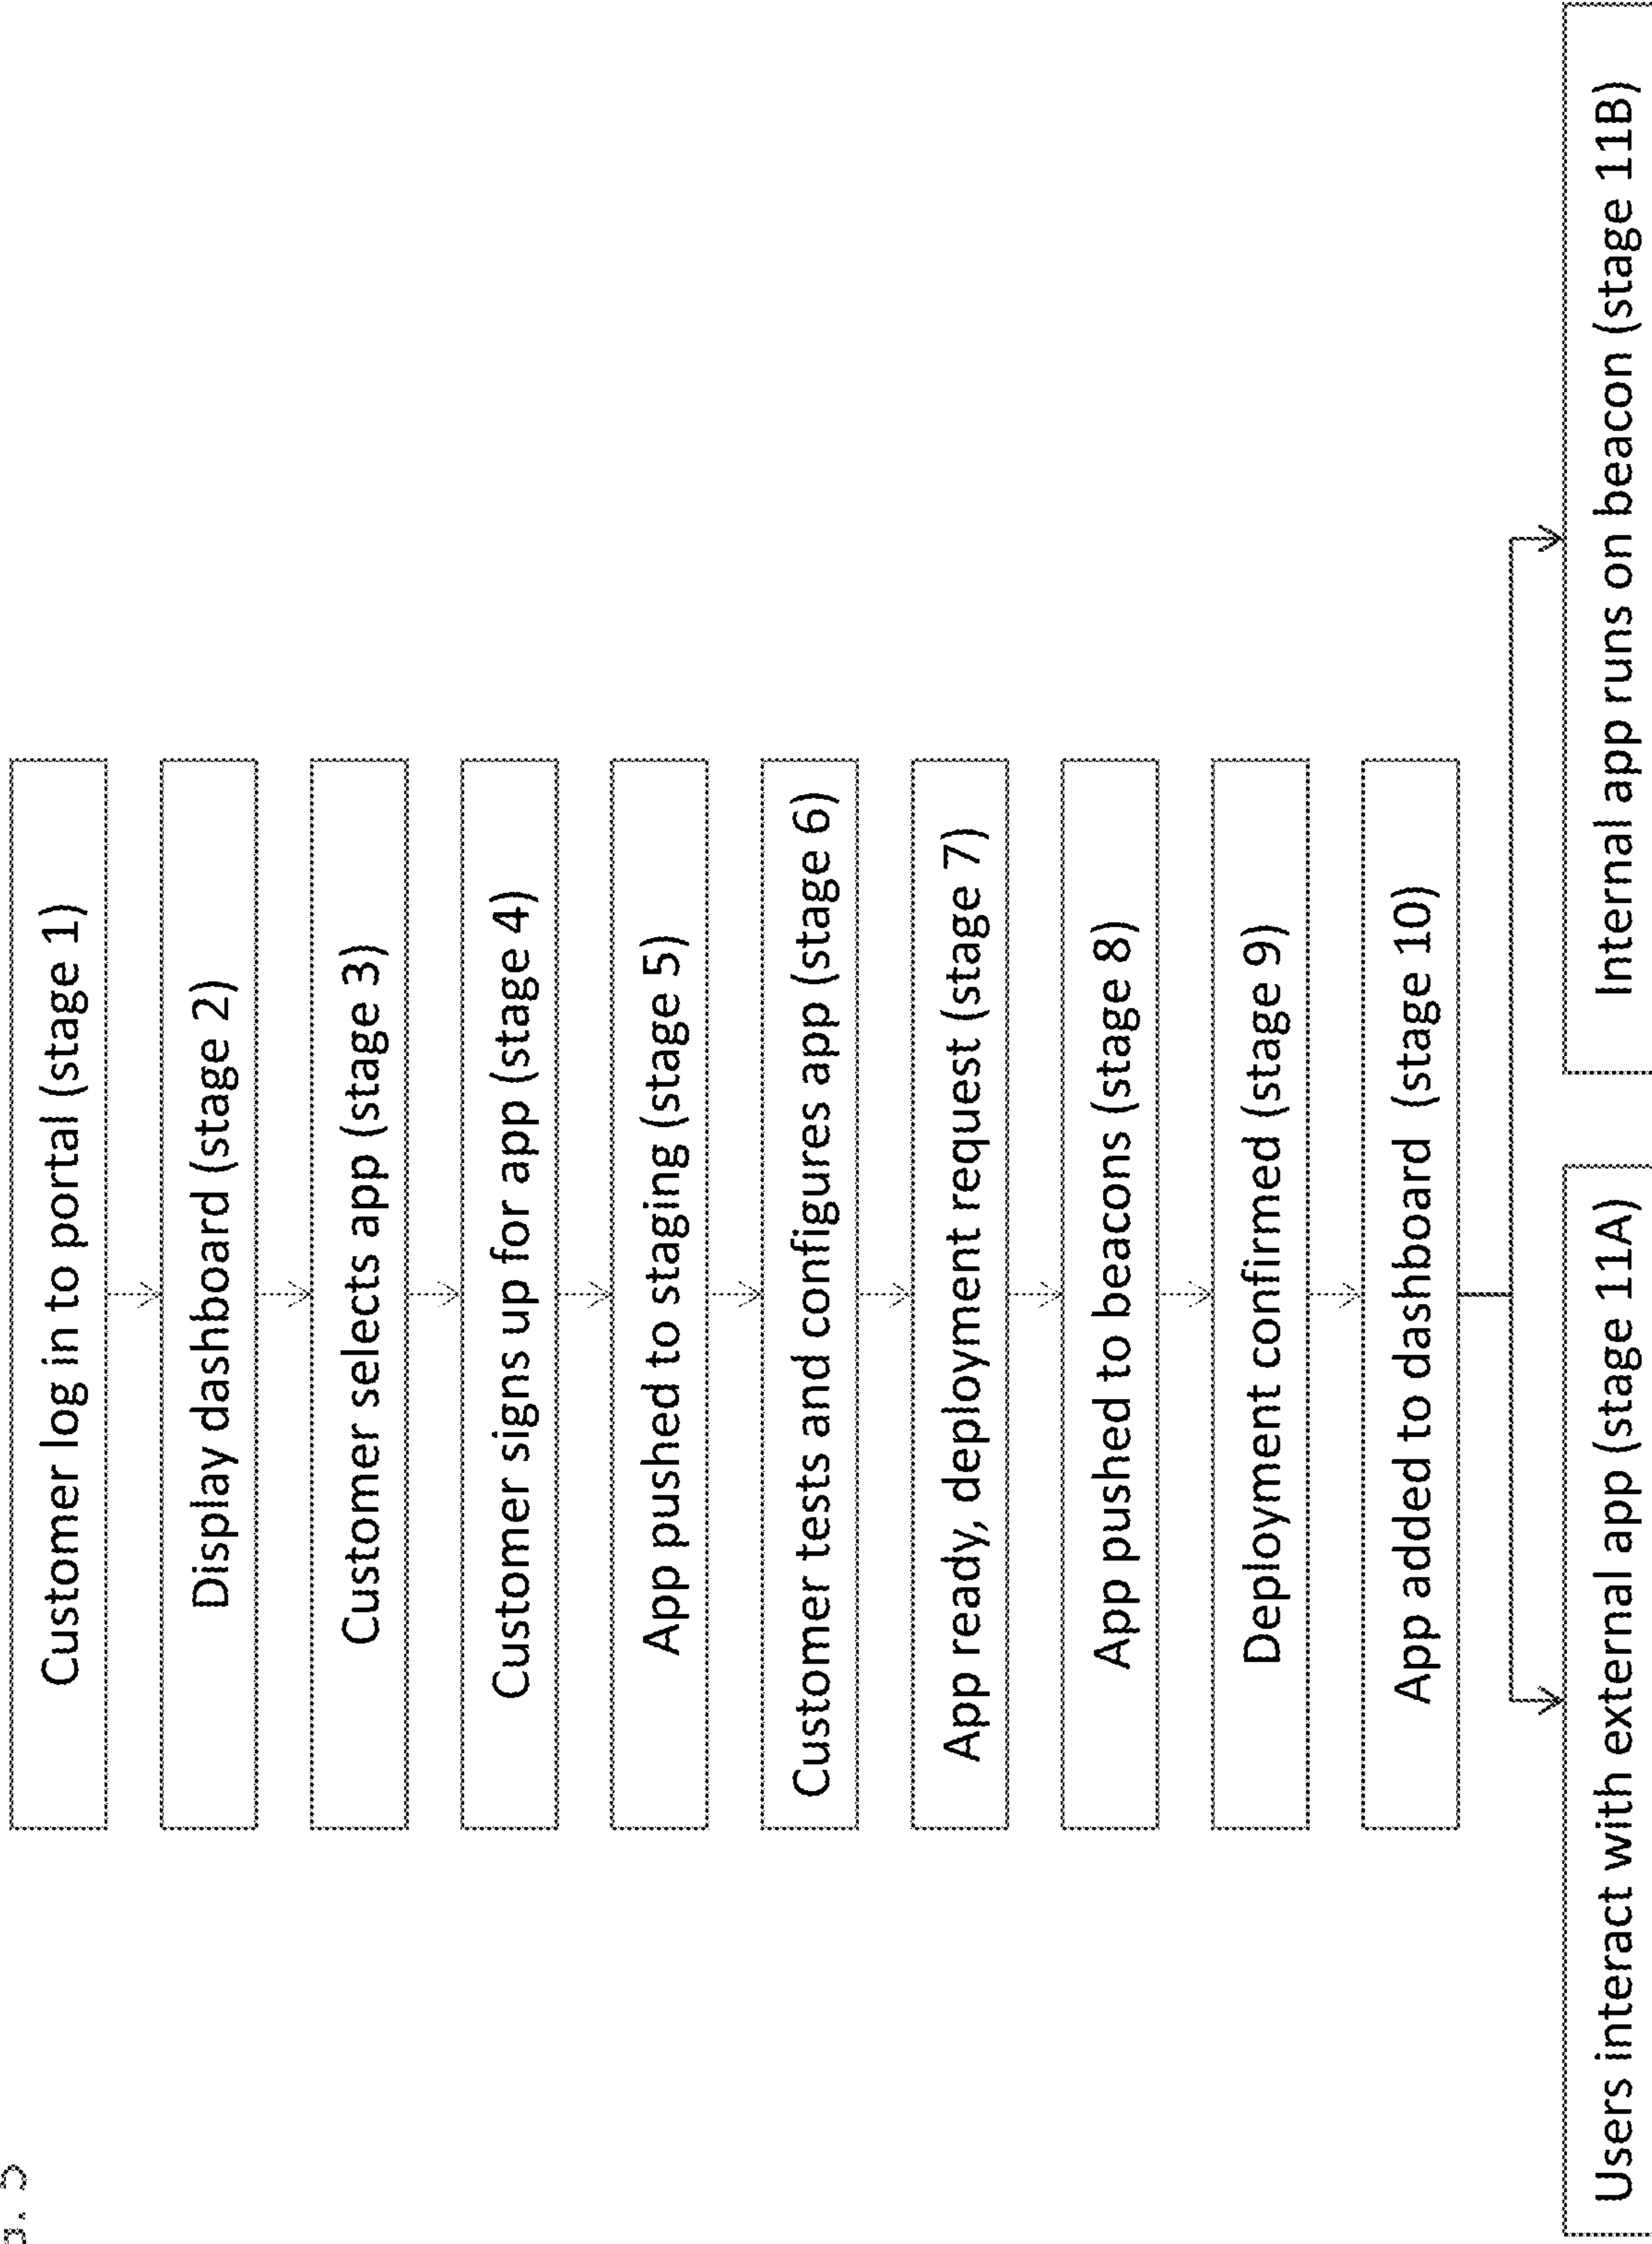 Customer log in to portal (stage 1)
Display dashboard (stage 2)
Customer selects app (stage 3)
Customer signs up for app (stage 4)
App pushed to staging (stage 5)
Customer tests and configures app (stage 6)
App ready, deployment request (stage 7)
App pushed to beacons (stage 8)
Deployment confirmed (stage 9)
App added to dashboard (stage 10)
Users interact with external app (stage 11A)
Internal app runs on beacon (stage 11B)